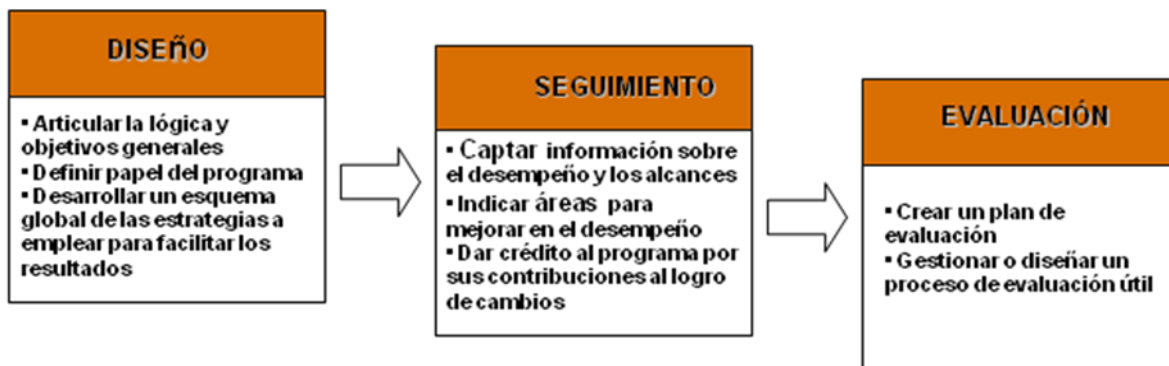 DISEÑO
▪ Articular la lógica y
objetivos generales
▪ Definir papel del programa
▪ Desarrollar un esquema
global de las estrategias a
emplear para facilitar los
resultados
SEGUIMIENTO
▪ Captar información sobre
el desempeño y los alcances
▪ Indicar áreas para
mejorar en el desempeño
▪ Dar crédito al programa por
sus contribuciones al logro
de cambios
EVALUACIÓN
▪ Crear un plan de
evaluación
▪ Gestionar o diseñar un
proceso de evaluación útil